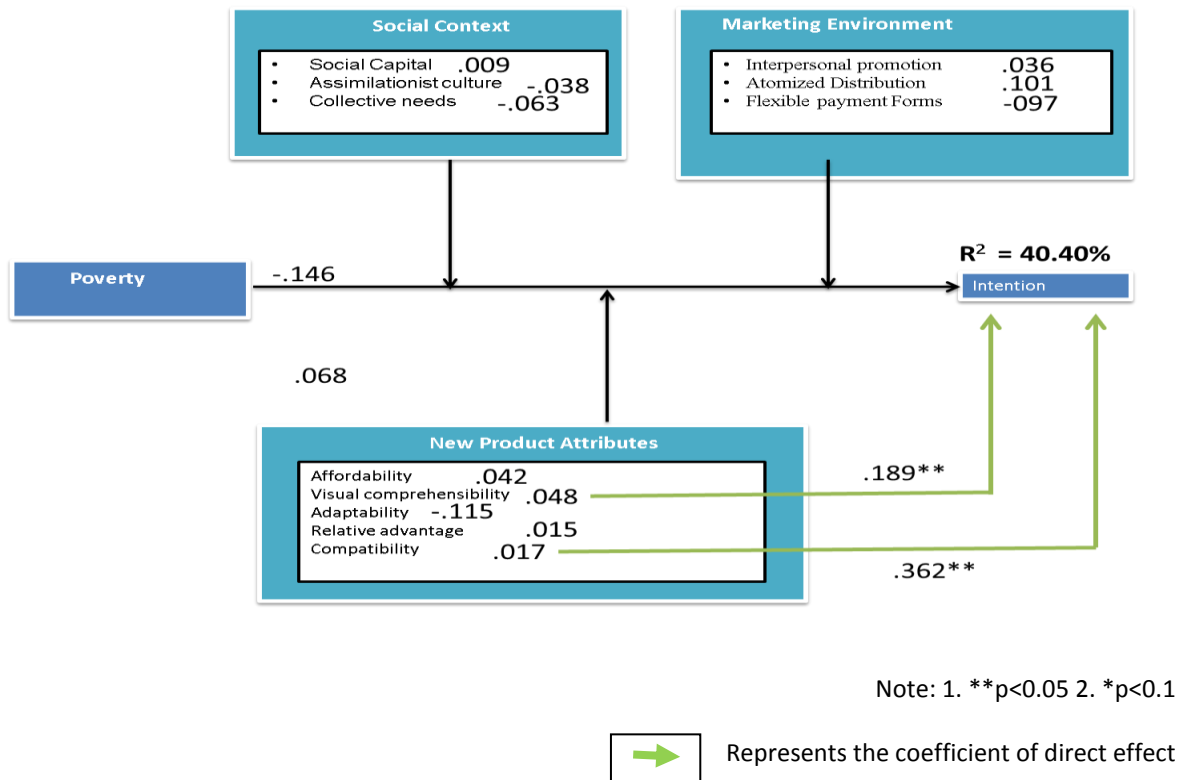 Social Context
• Social Capital .009
• Assimilationist culture -.038
• Collective needs -.063
Marketing Environment
• Interpersonal promotion .036
• Atomized Distribution .101
• Flexible payment Forms -097
R² = 40.40%
Poverty
-.146
Intention
.068
New Product Attributes
Affordability .042
Visual comprehensibility .048
Adaptability -.115
Relative advantage .015
Compatibility .017
.189**
.362**
Note: 1. **p<0.05 2. *p<0.1
Represents the coefficient of direct effect